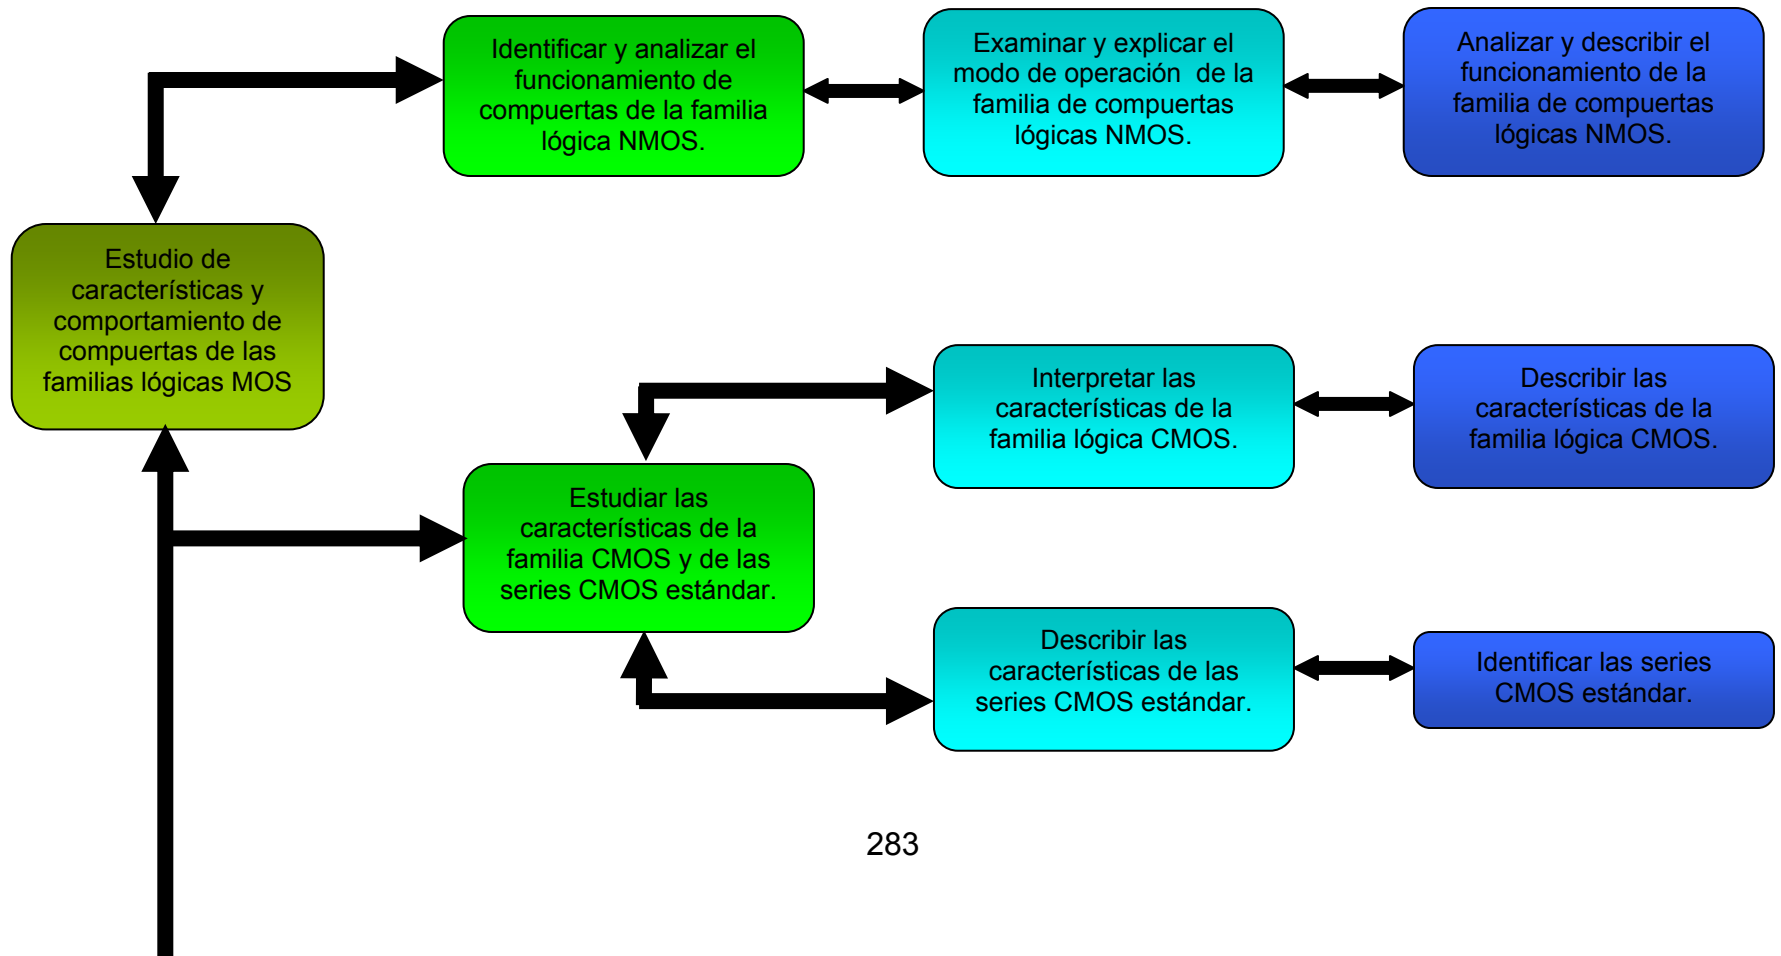 Identificar y analizar el
funcionamiento de
compuertas de la familia
lógica NMOS.
Examinar y explicar el
modo de operación  de la
familia de compuertas
lógicas NMOS.
Analizar y describir el
funcionamiento de la
familia de compuertas
lógicas NMOS.
Estudio de
características y
comportamiento de
compuertas de las
familias lógicas MOS
Interpretar las
características de la
familia lógica CMOS.
Describir las
características de la
familia lógica CMOS.
Estudiar las
características de la
familia CMOS y de las
series CMOS estándar.
Describir las
características de las
series CMOS estándar.
Identificar las series
CMOS estándar.
283